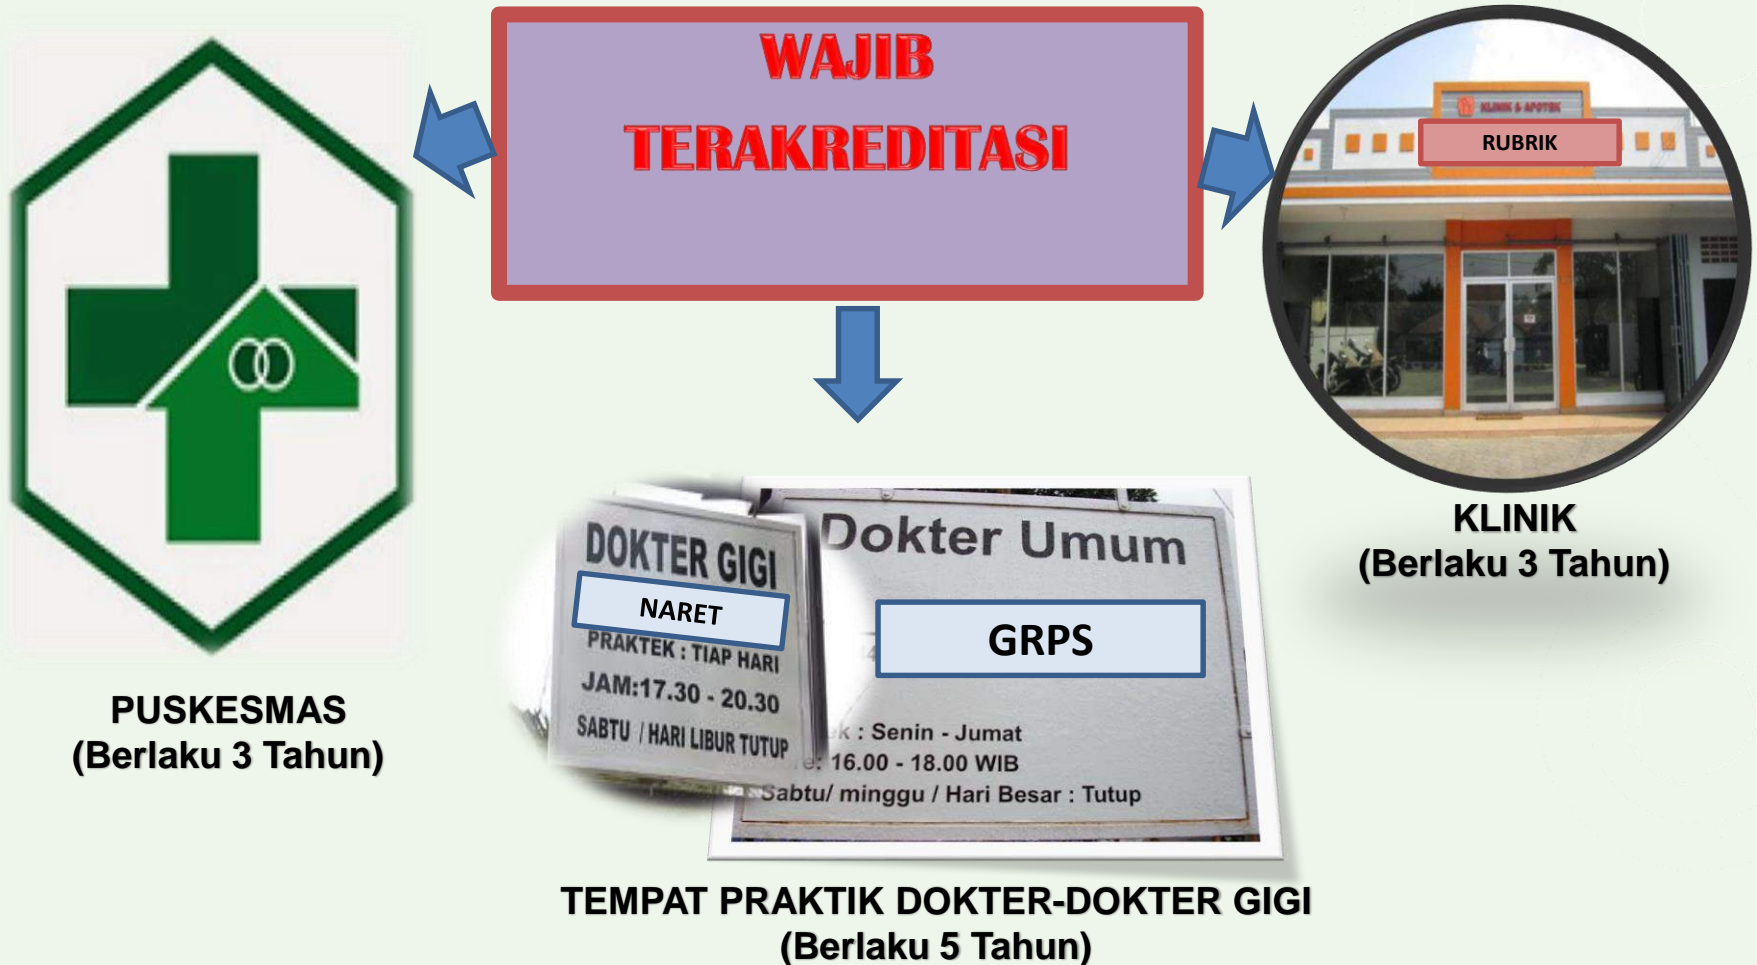 WAJIB
TERAKREDITASI
KLINIK & APOTEK
RUBRIK
KLINIK
(Berlaku 3 Tahun)
PUSKESMAS
(Berlaku 3 Tahun)
DOKTER GIGI
NARET
PRAKTEK : TIAP HARI
JAM:17.30 - 20.30
SABTU / HARI LIBUR TUTUP
Dokter Umum
GRPS
: Senin - Jumat
16.00 - 18.00 WIB
Sabtu/ minggu / Hari Besar : Tutup
TEMPAT PRAKTIK DOKTER-DOKTER GIGI
(Berlaku 5 Tahun)